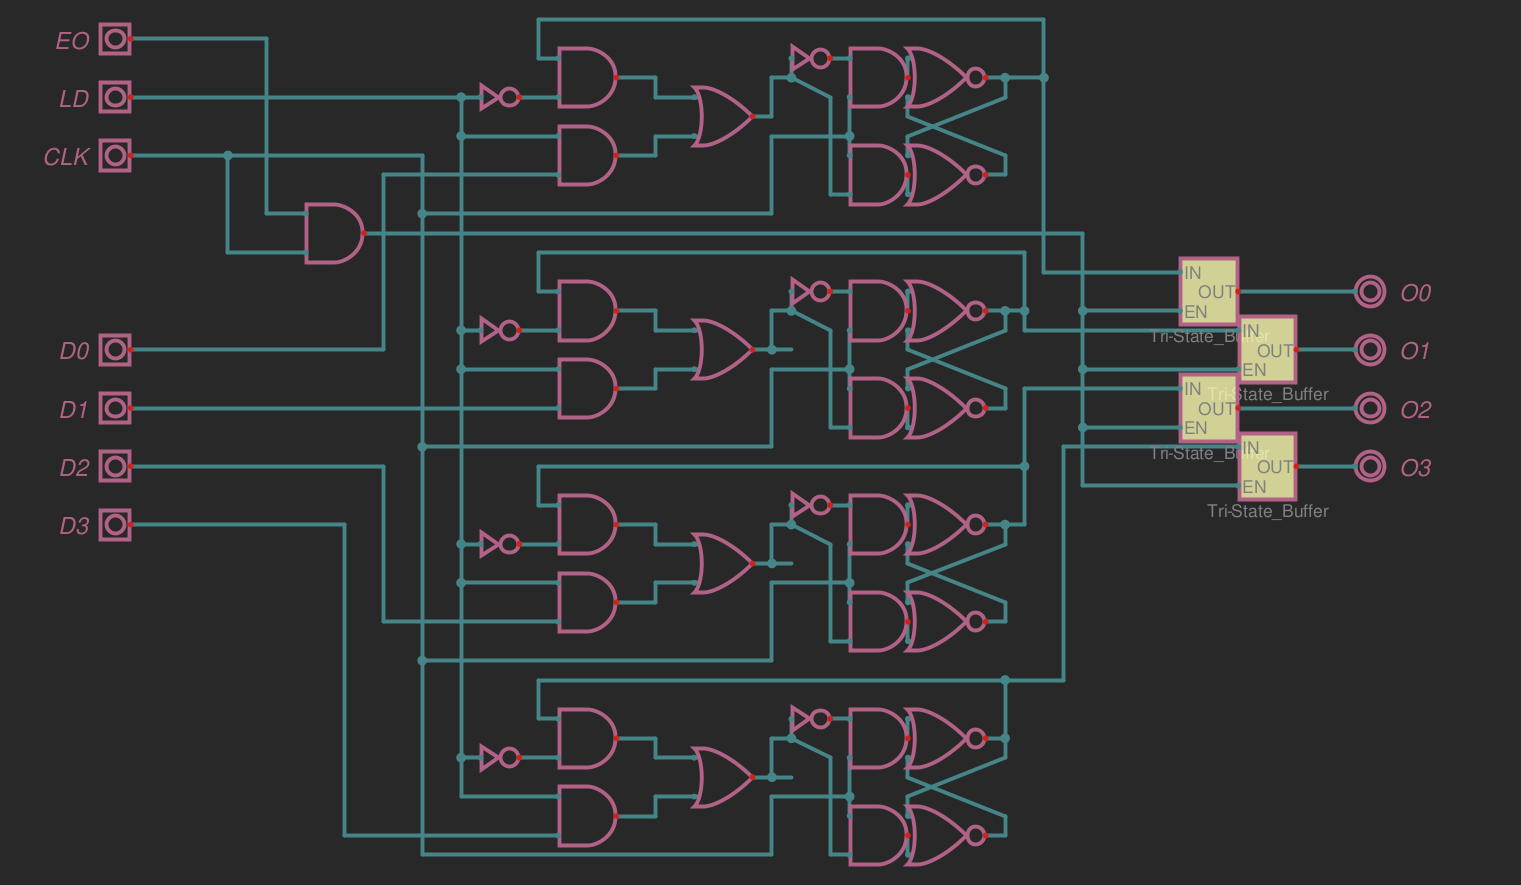 EO
LD
CLK
D0
D1
D2
D3
IN
OUT
EN
Tri-State_Buffer
O0
IN
OUT
EN
Tri-State_Buffer
O1
IN
OUT
EN
Tri-State_Buffer
O2
IN
OUT
EN
Tri-State_Buffer
O3